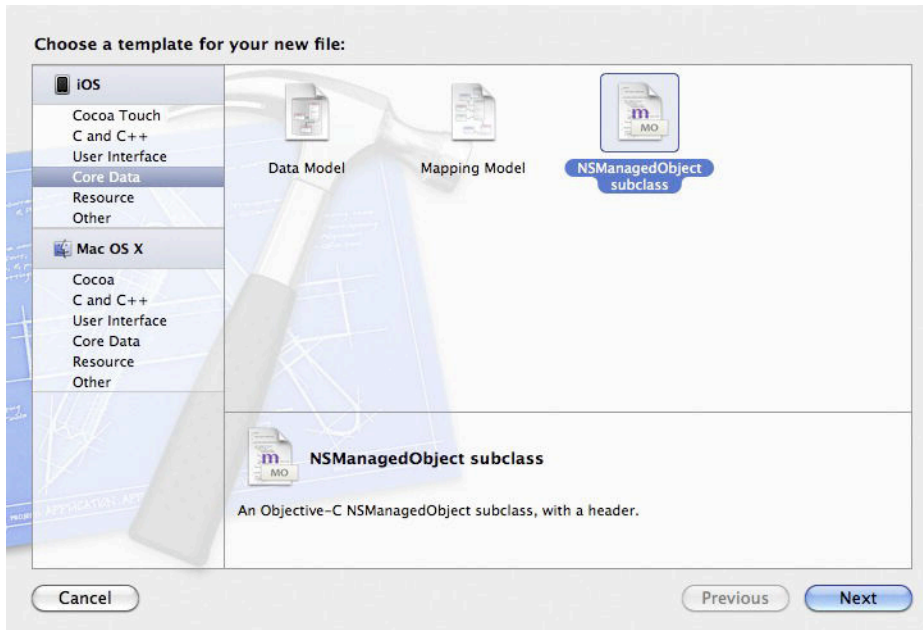 Choose a template for your new file:
iOS
Cocoa Touch
C and C++
User Interface
Core Data
Resource
Other
Mac OS X
Cocoa
C and C++
User Interface
Core Data
Resource
Other
Data Model
Mapping Model
m
MO
NSManagedObject
subclass
m
MO
NSManagedObject subclass
An Objective-C NSManagedObject subclass, with a header.
Cancel
Previous
Next